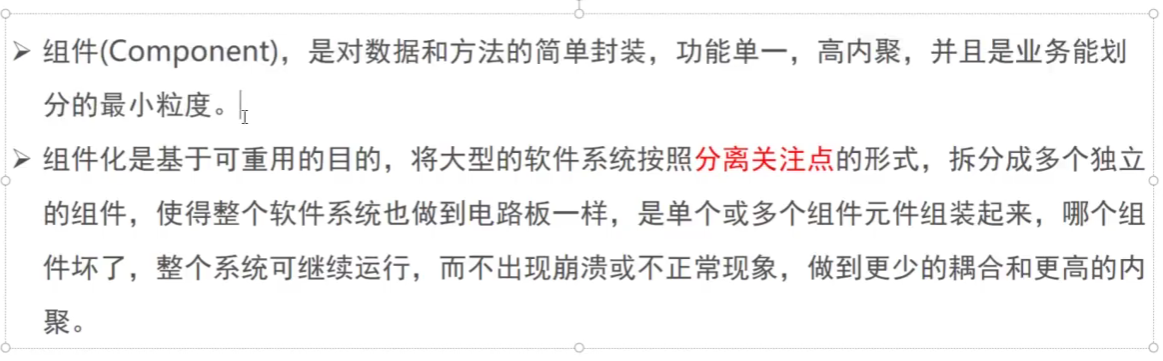 ➢ 组件(Component)，是对数据和方法的简单封装，功能单一，高内聚，并且是业务能划
分的最小粒度。
➢ 组件化是基于可重用的目的，将大型的软件系统按照分离关注点的形式，拆分成多个独立
的组件，使得整个软件系统也做到电路板一样，是单个或多个组件元件组装起来，哪个组
件坏了，整个系统可继续运行，而不出现崩溃或不正常现象，做到更少的耦合和更高的内
聚。